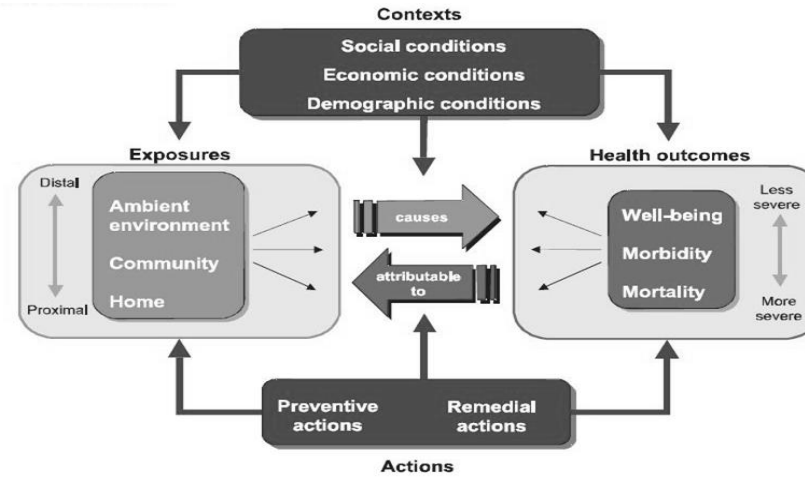 Contexts
Social conditions
Economic conditions
Demographic conditions
Exposures
Health outcomes
Distal
Proximal
Ambient
environment
Community
Home
causes
attributable
to
Well-being
Morbidity
Mortality
Less
severe
More
severe
Preventive
actions
Remedial
actions
Actions